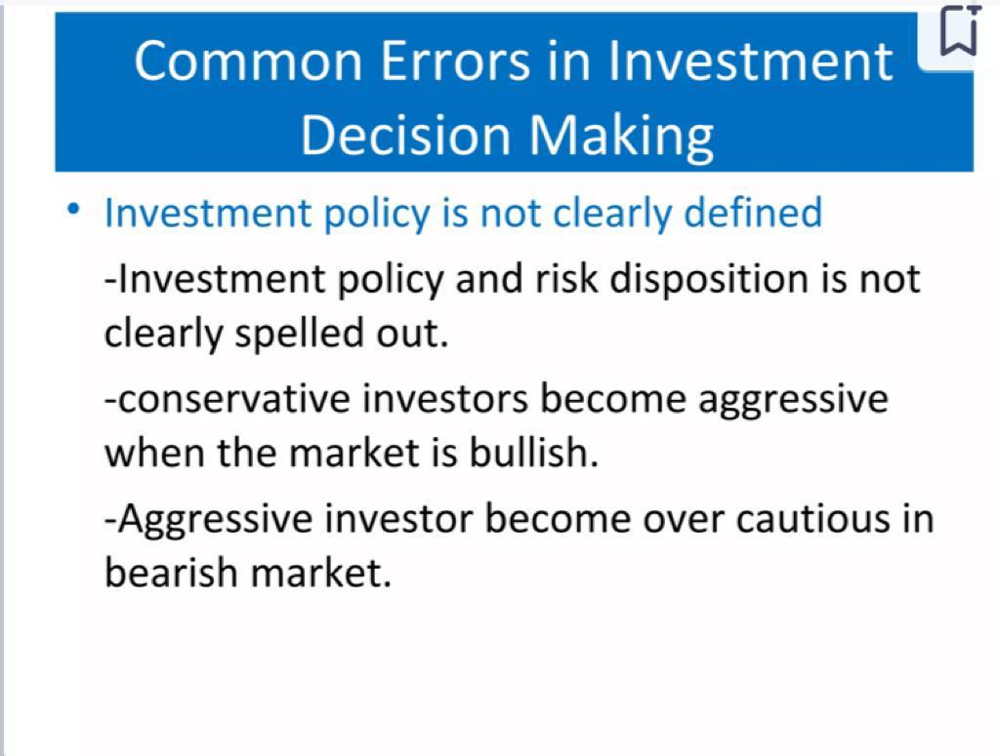 Common Errors in Investment
Decision Making
• Investment policy is not clearly defined
-Investment policy and risk disposition is not
clearly spelled out.
-conservative investors become aggressive
when the market is bullish.
-Aggressive investor become over cautious in
bearish market.